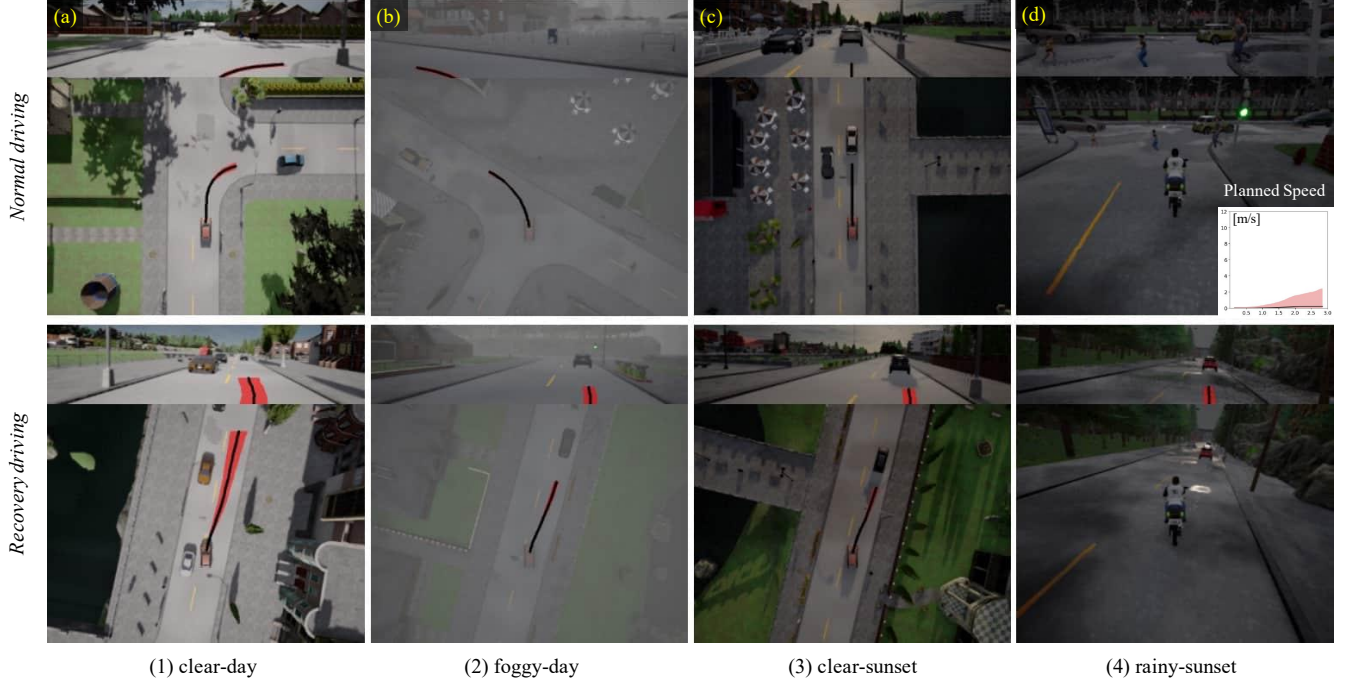 (a) (b) (c) (d)
Normal driving
Planned Speed
[m/s]
12
10
8
6
4
2
0
0.5 1.0 1.5 2.0 2.5 3.0
Recovery driving
(1) clear-day (2) foggy-day (3) clear-sunset (4) rainy-sunset